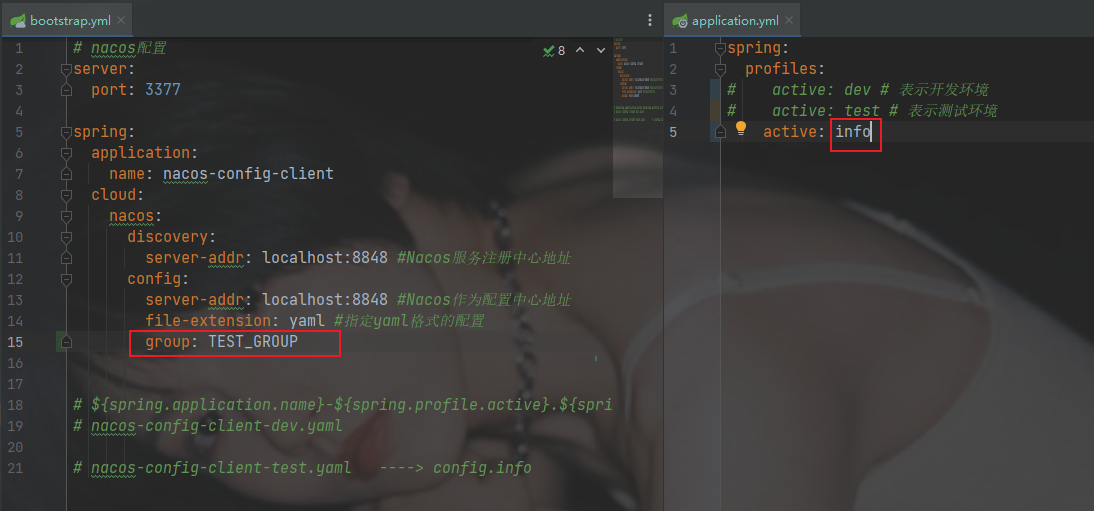 bootstrap.yml
8
1 # nacos配置
2 server:
3 port: 3377
4
5 spring:
6 application:
7 name: nacos-config-client
8 cloud:
9 nacos:
10 discovery:
11 server-addr: localhost:8848 #Nacos服务注册中心地址
12 config:
13 server-addr: localhost:8848 #Nacos作为配置中心地址
14 file-extension: yaml #指定yaml格式的配置
15 group: TEST_GROUP
16
17
18 # ${spring.application.name}-${spring.profile.active}.${spri
19 # nacos-config-client-dev.yaml
20
21 # nacos-config-client-test.yaml ----> config.info
application.yml
1 spring:
2 profiles:
3 # active: dev # 表示开发环境
4 # active: test # 表示测试环境
5 active: info